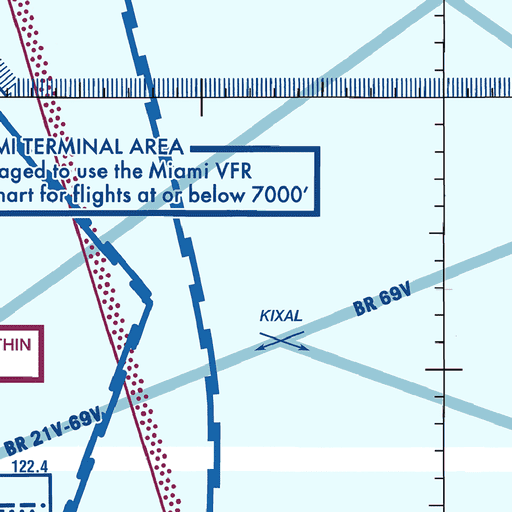 MI TERMINAL AREA
aged to use the Miami VFR
hart for flights at or below 7000'
KIXAL
BR 69V
THIN
BR 21V-69V
122.4